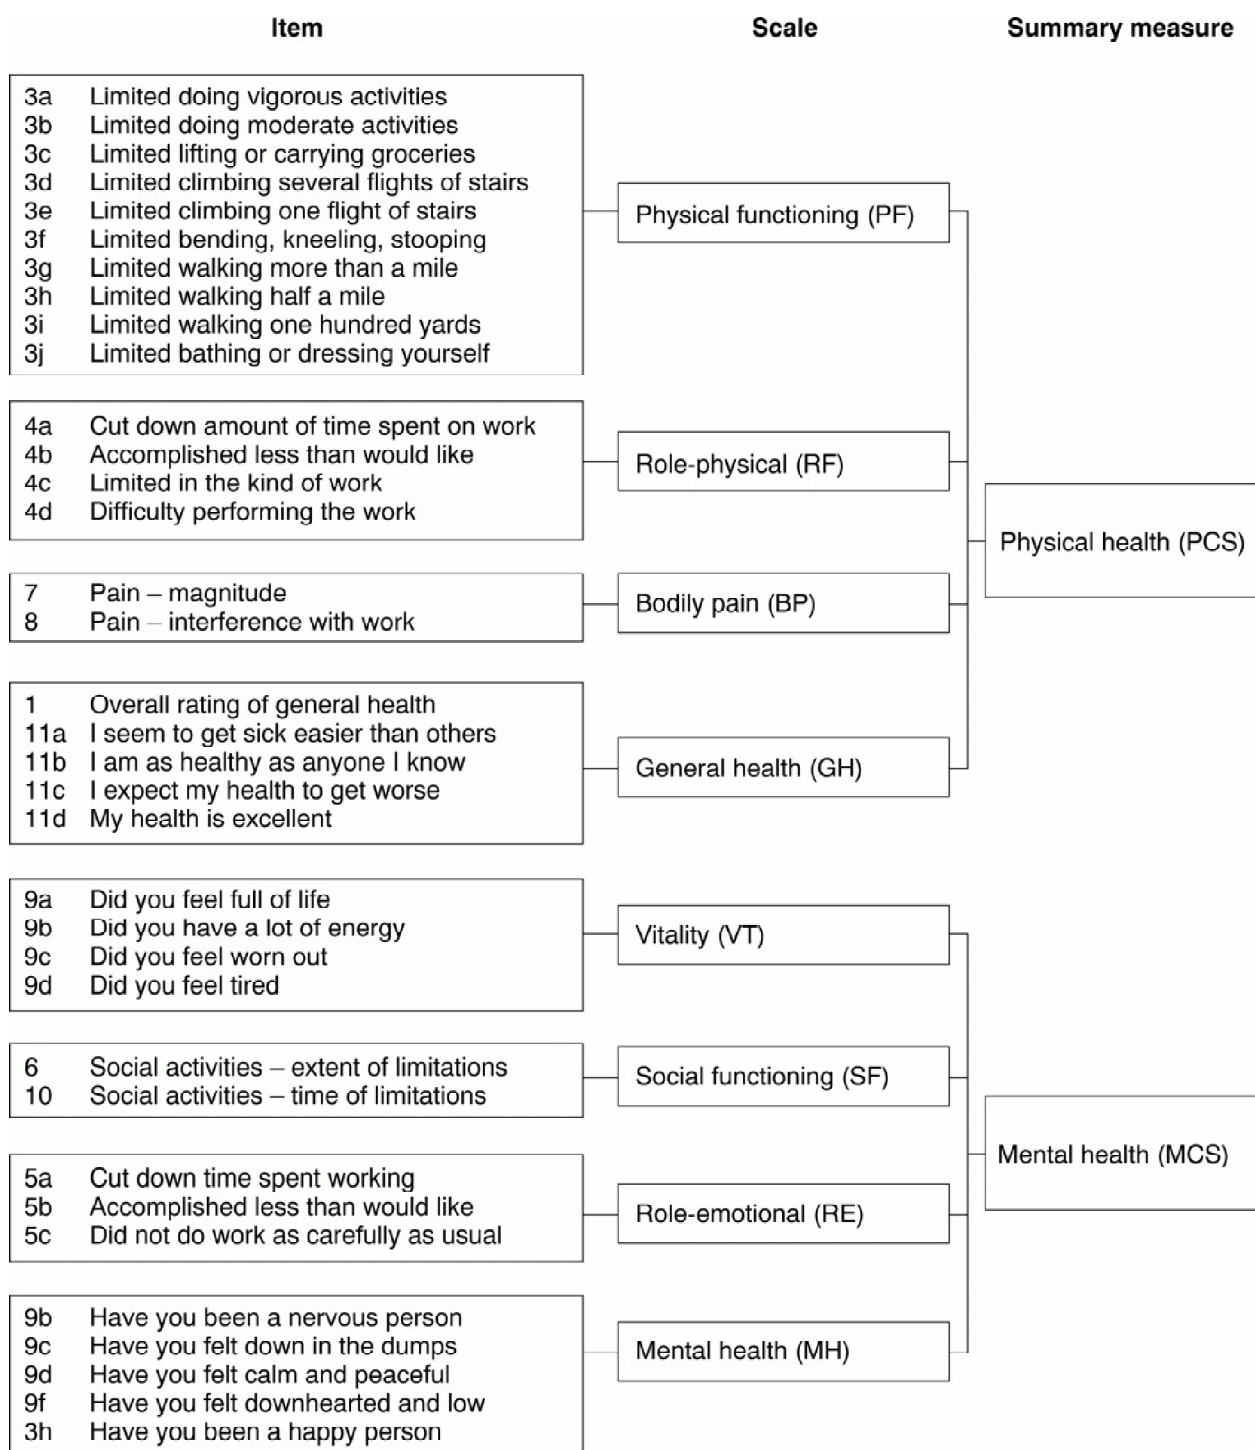 Item Scale Summary measure
3a Limited doing vigorous activities
3b Limited doing moderate activities
3c Limited lifting or carrying groceries
3d Limited climbing several flights of stairs
3e Limited climbing one flight of stairs
3f Limited bending, kneeling, stooping
3g Limited walking more than a mile
3h Limited walking half a mile
3i Limited walking one hundred yards
3j Limited bathing or dressing yourself
Physical functioning (PF)
4a Cut down amount of time spent on work
4b Accomplished less than would like
4c Limited in the kind of work
4d Difficulty performing the work
Role-physical (RF)
7 Pain – magnitude
8 Pain – interference with work
Bodily pain (BP)
1 Overall rating of general health
11a I seem to get sick easier than others
11b I am as healthy as anyone I know
11c I expect my health to get worse
11d My health is excellent
General health (GH)
Physical health (PCS)
9a Did you feel full of life
9b Did you have a lot of energy
9c Did you feel worn out
9d Did you feel tired
Vitality (VT)
6 Social activities – extent of limitations
10 Social activities – time of limitations
Social functioning (SF)
5a Cut down time spent working
5b Accomplished less than would like
5c Did not do work as carefully as usual
Role-emotional (RE)
9b Have you been a nervous person
9c Have you felt down in the dumps
9d Have you felt calm and peaceful
9f Have you felt downhearted and low
3h Have you been a happy person
Mental health (MH)
Mental health (MCS)